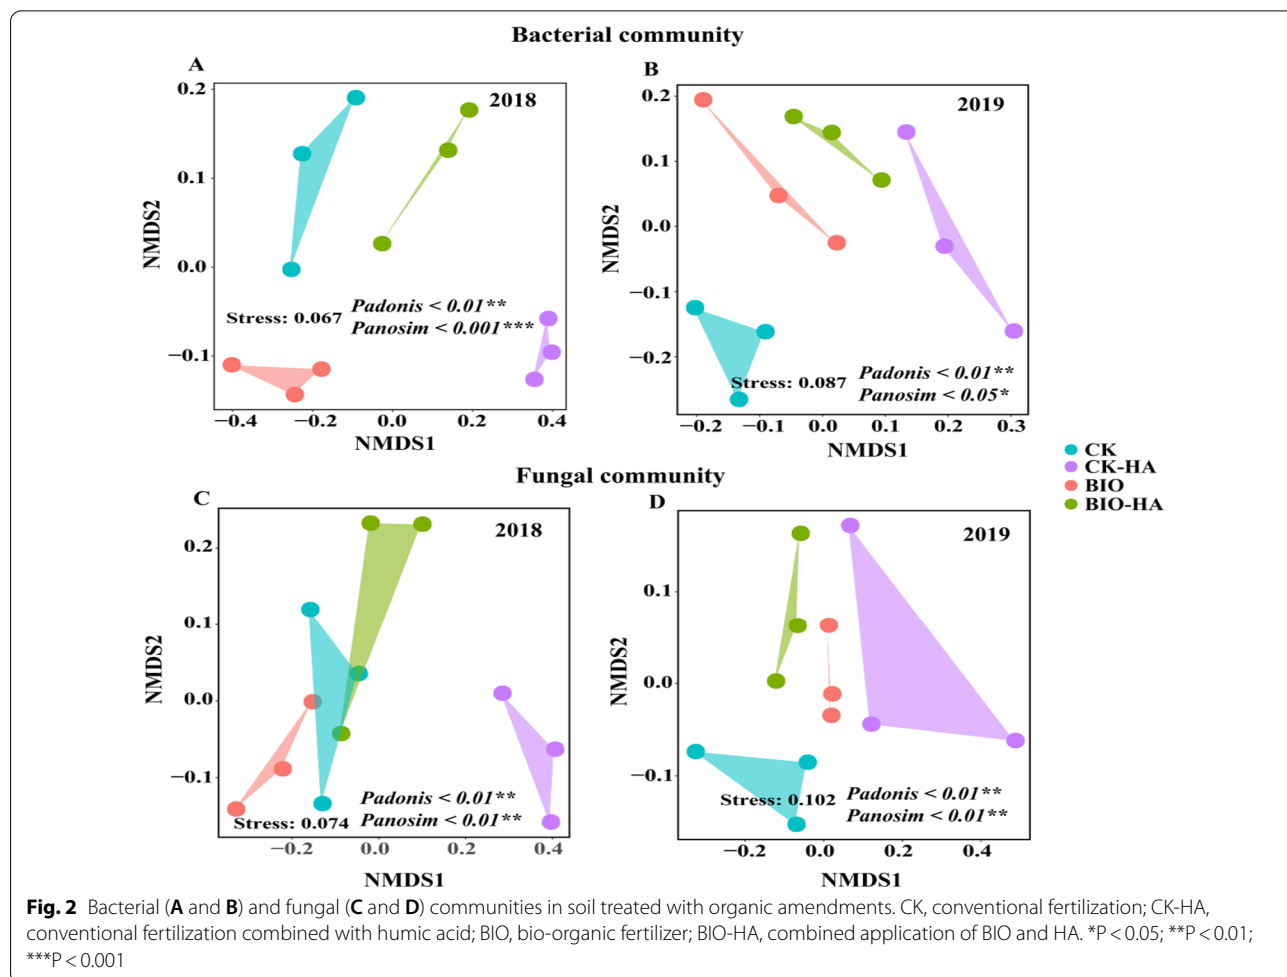 Bacterial community
A
2018
0.2
0.1
0.0
−0.1
NMDS2
Stress: 0.067
Padonis < 0.01**
Panosim < 0.001***
−0.4 −0.2 0.0 0.2 0.4
NMDS1
B
2019
0.2
0.1
0.0
−0.1
−0.2
NMDS2
Stress: 0.087
Padonis < 0.01**
Panosim < 0.05*
−0.2 −0.1 0.0 0.1 0.2 0.3
NMDS1
CK
CK-HA
BIO
BIO-HA
Fungal community
C
2018
0.2
0.1
0.0
−0.1
NMDS2
Stress: 0.074
Padonis < 0.01**
Panosim < 0.01**
−0.2 0.0 0.2 0.4
NMDS1
D
2019
0.1
0.0
−0.1
NMDS2
Stress: 0.102
Padonis < 0.01**
Panosim < 0.01**
−0.2 0.0 0.2 0.4
NMDS1
Fig. 2 Bacterial (A and B) and fungal (C and D) communities in soil treated with organic amendments. CK, conventional fertilization; CK-HA,
conventional fertilization combined with humic acid; BIO, bio-organic fertilizer; BIO-HA, combined application of BIO and HA. *P < 0.05; **P < 0.01;
***P < 0.001